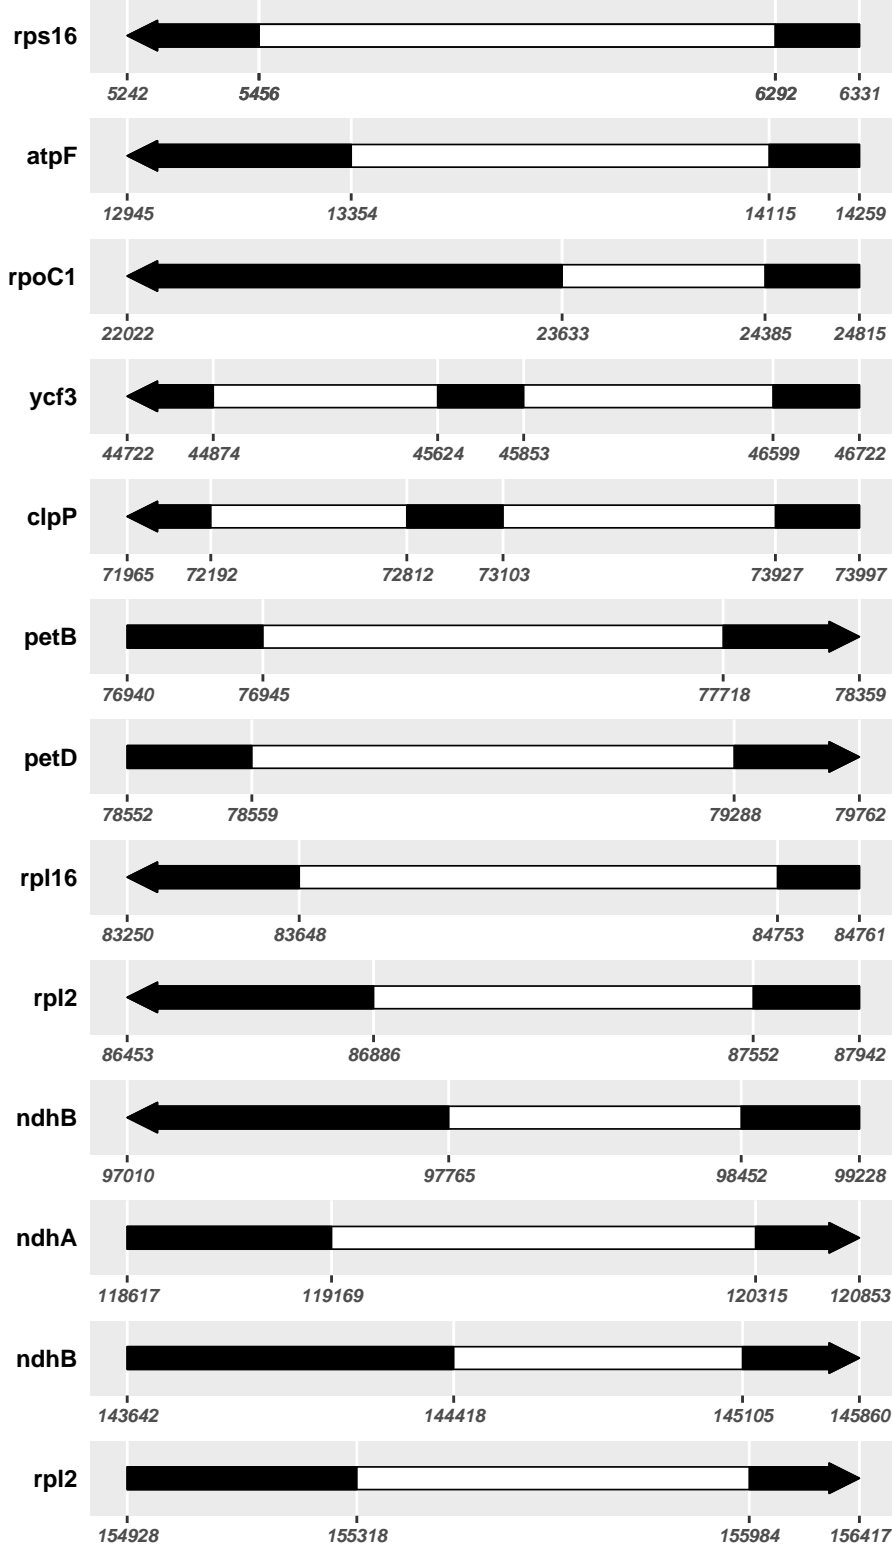 rps16
5242 5456 6292 6331
atpF
12945 13354 14115 14259
rpoC1
22022 23633 24385 24815
ycf3
44722 44874 45624 45853 46599 46722
clpP
71965 72192 72812 73103 73927 73997
petB
76940 76945 77718 78359
petD
78552 78559 79288 79762
rpl16
83250 83648 84753 84761
rpl2
86453 86886 87552 87942
ndhB
97010 97765 98452 99228
ndhA
118617 119169 120315 120853
ndhB
143642 144418 145105 145860
rpl2
154928 155318 155984 156417